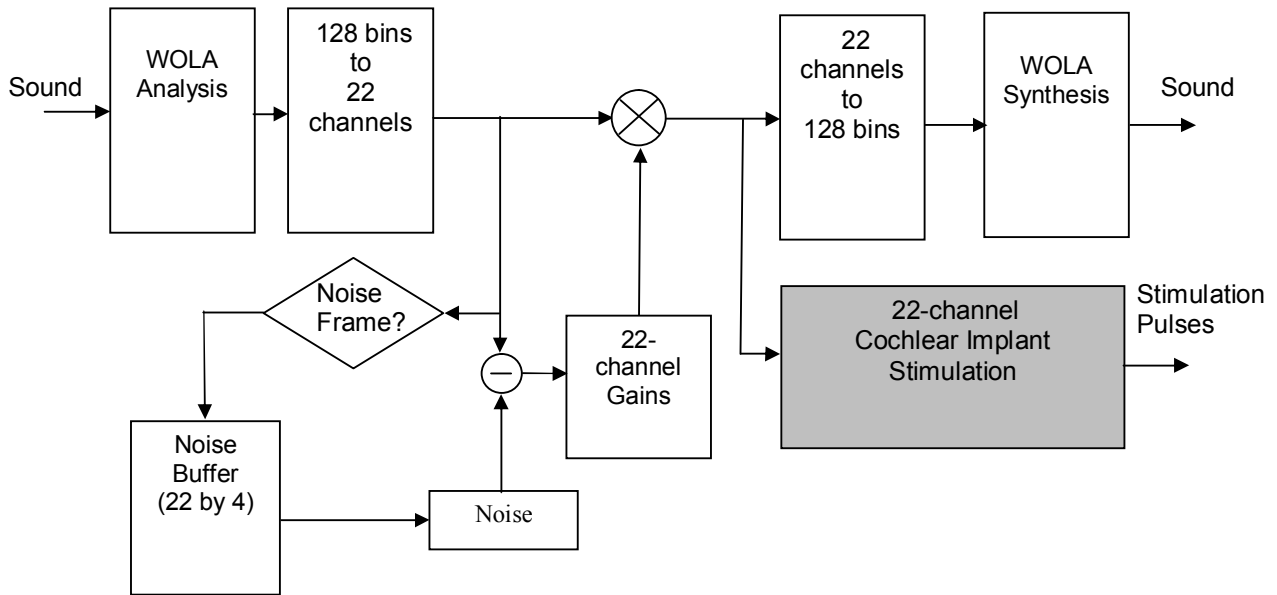 Sound
WOLA
Analysis
128 bins
to
22
channels
22
channels
to
128 bins
WOLA
Synthesis
Sound
Noise
Frame?
22-
channel
Gains
22-channel
Cochlear Implant
Stimulation
Stimulation
Pulses
Noise
Buffer
(22 by 4)
Noise